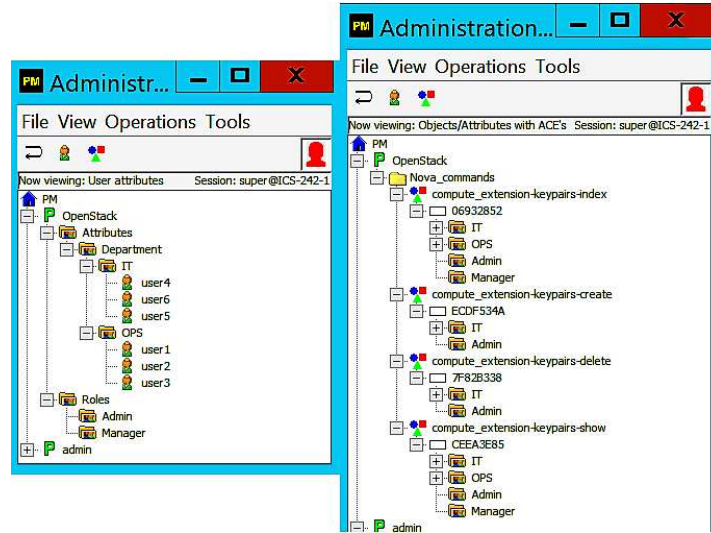 PM Administr...
File View Operations Tools
Now viewing: User attributes Session: super@ICS-242-1
PM
OpenStack
Attributes
Department
IT
user4
user6
user5
OPS
user1
user2
user3
Roles
Admin
Manager
admin
PM Administration...
File View Operations Tools
Now viewing: Objects/Attributes with ACE's Session: super@ICS-242-1
PM
OpenStack
Nova_commands
compute_extension-keypairs-index
06932852
IT
OPS
Admin
Manager
compute_extension-keypairs-create
ECDF534A
IT
Admin
compute_extension-keypairs-delete
7F82B338
IT
Admin
compute_extension-keypairs-show
CEEA3E85
IT
OPS
Admin
Manager
admin